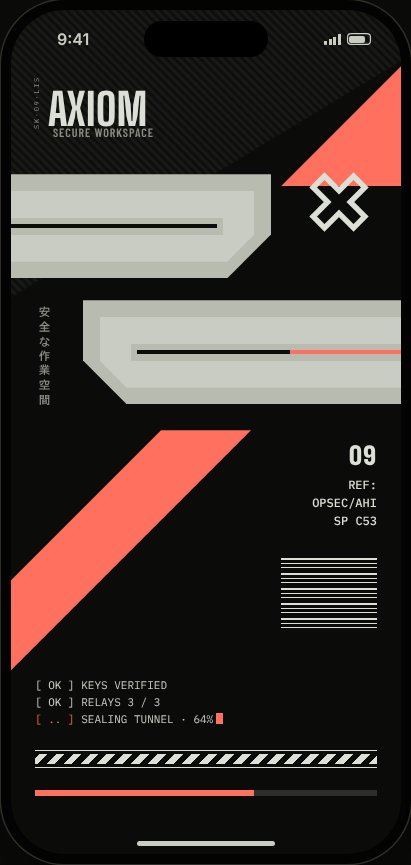 9:41
SK-09-LIS
AXIOM
SECURE WORKSPACE
安全な作業空間
09
REF:
OPSEC/AHI
SP C53
[ OK ] KEYS VERIFIED
[ OK ] RELAYS 3 / 3
[ .. ] SEALING TUNNEL · 64%